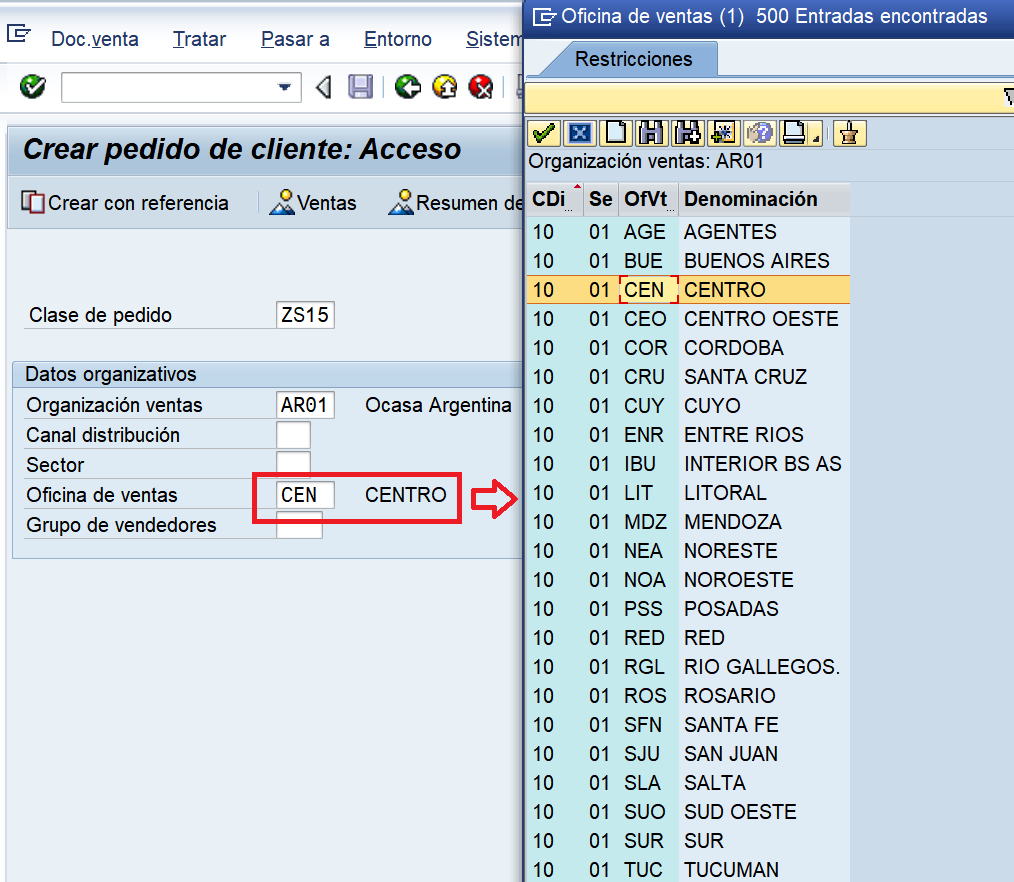 Doc.venta Tratar Pasar a Entorno Sistem
Crear pedido de cliente: Acceso
Crear con referencia Ventas Resumen de
Clase de pedido ZS15
Datos organizativos
Organización ventas AR01 Ocasa Argentina
Canal distribución
Sector
Oficina de ventas CEN CENTRO
Grupo de vendedores
Oficina de ventas (1) 500 Entradas encontradas
Restricciones
Organización ventas: AR01
CDi Se OfVt Denominación
10 01 AGE AGENTES
10 01 BUE BUENOS AIRES
10 01 CEN CENTRO
10 01 CEO CENTRO OESTE
10 01 COR CORDOBA
10 01 CRU SANTA CRUZ
10 01 CUY CUYO
10 01 ENR ENTRE RIOS
10 01 IBU INTERIOR BS AS
10 01 LIT LITORAL
10 01 MDZ MENDOZA
10 01 NEA NORESTE
10 01 NOA NOROESTE
10 01 PSS POSADAS
10 01 RED RED
10 01 RGL RIO GALLEGOS.
10 01 ROS ROSARIO
10 01 SFN SANTA FE
10 01 SJU SAN JUAN
10 01 SLA SALTA
10 01 SUO SUD OESTE
10 01 SUR SUR
10 01 TUC TUCUMAN